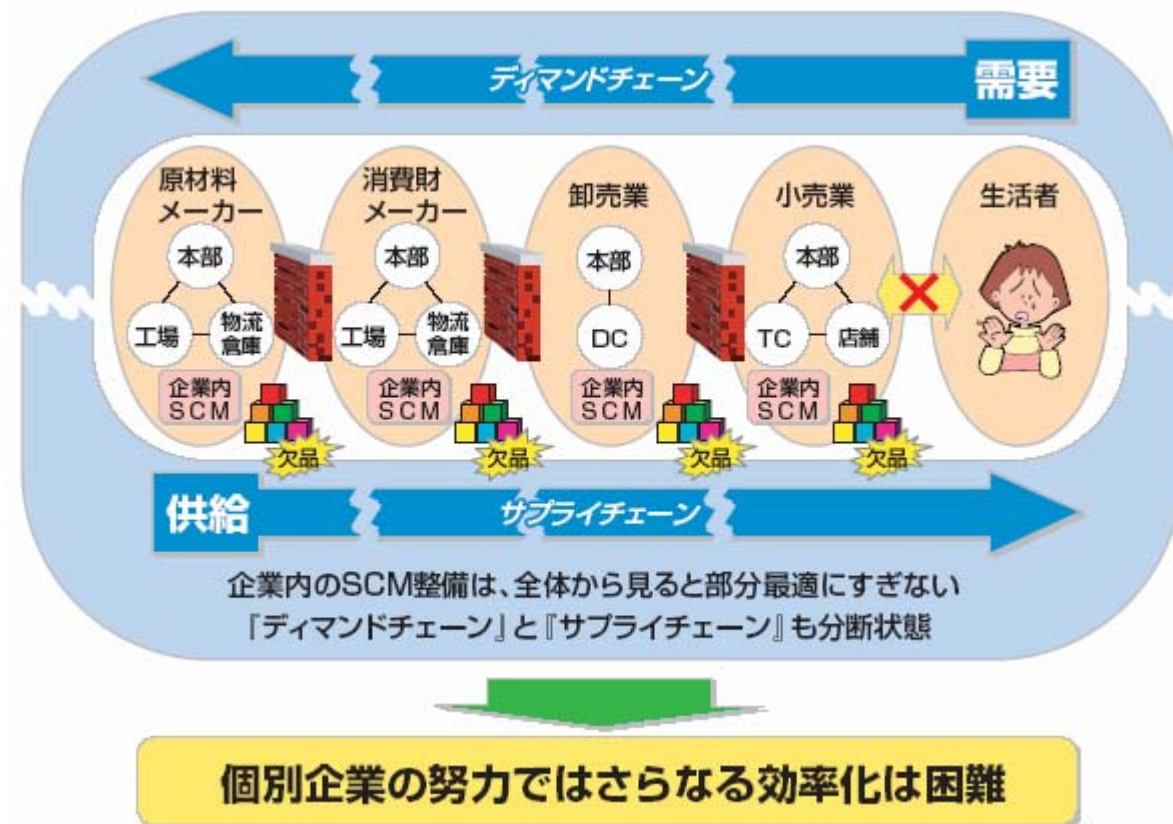 ディマンドチェーン
需要
原材料
メーカー
本部
工場
物流
倉庫
企業内
SCM
欠品
消費財
メーカー
本部
工場
物流
倉庫
企業内
SCM
欠品
卸売業
本部
DC
企業内
SCM
欠品
小売業
本部
TC
店舗
企業内
SCM
欠品
生活者
供給
サプライチェーン
企業内のSCM整備は、全体から見ると部分最適にすぎない
『ディマンドチェーン』と『サプライチェーン』も分断状態
個別企業の努力ではさらなる効率化は困難